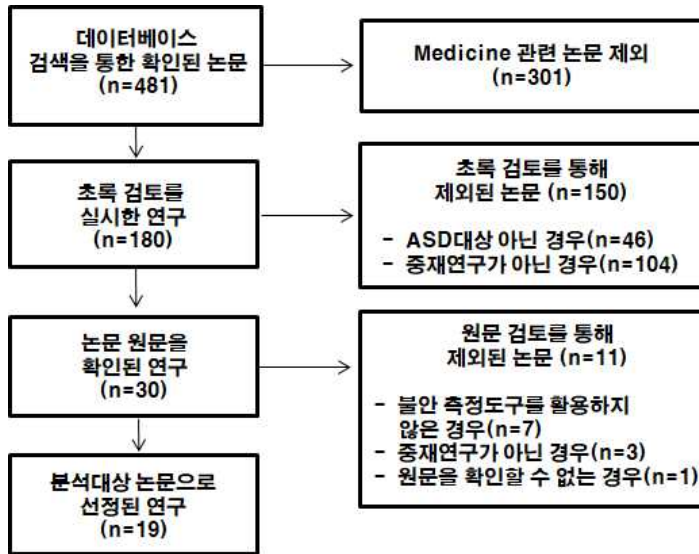 데이터베이스
검색을 통한 확인된 논문
(n=481)
Medicine 관련 논문 제외
(n=301)
초록 검토를
실시한 연구
(n=180)
초록 검토를 통해
제외된 논문 (n=150)
- ASD대상 아닌 경우(n=46)
- 중재연구가 아닌 경우(n=104)
논문 원문을
확인된 연구
(n=30)
원문 검토를 통해
제외된 논문 (n=11)
- 불안 측정도구를 활용하지
않은 경우(n=7)
- 중재연구가 아닌 경우(n=3)
- 원문을 확인할 수 없는 경우(n=1)
분석대상 논문으로
선정된 연구
(n=19)